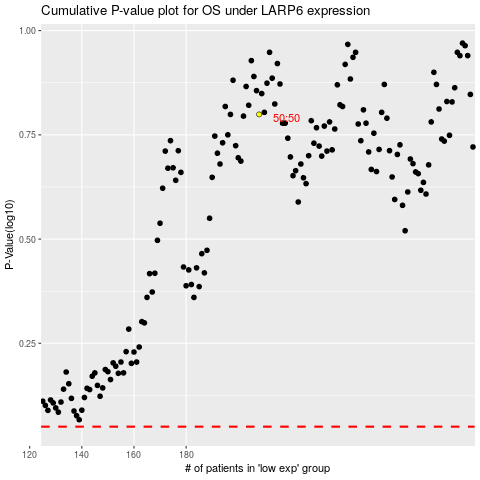 Cumulative P-value plot for OS under LARP6 expression
P-Value(log10)
1.00
0.75
0.50
0.25
50:50
120 140 160 180
# of patients in 'low exp' group